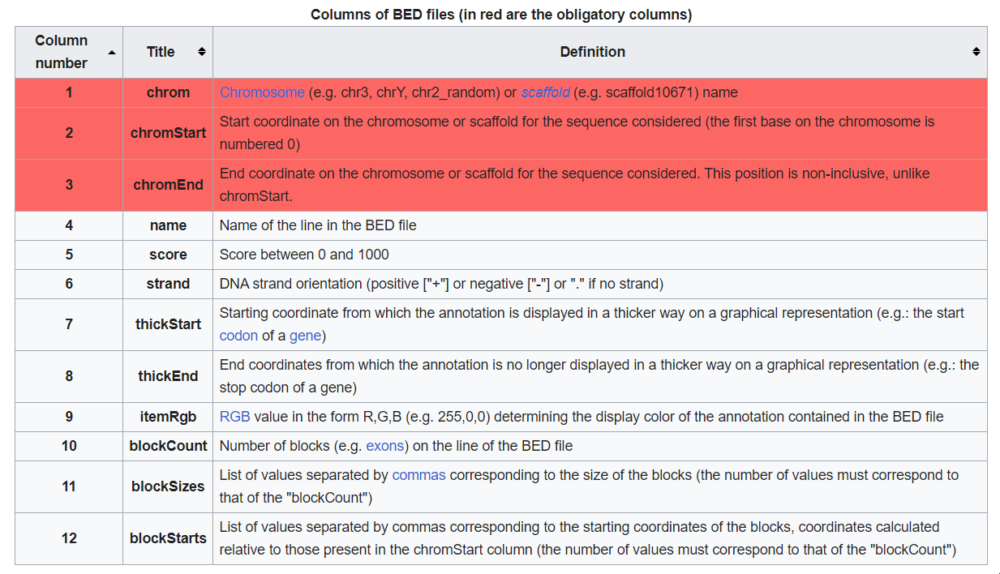 Columns of BED files (in red are the obligatory columns)
Column
number
Title
Definition
1
chrom
Chromosome (e.g. chr3, chrY, chr2_random) or scaffold (e.g. scaffold10671) name
2
chromStart
Start coordinate on the chromosome or scaffold for the sequence considered (the first base on the chromosome is
numbered 0)
3
chromEnd
End coordinate on the chromosome or scaffold for the sequence considered. This position is non-inclusive, unlike
chromStart.
4
name
Name of the line in the BED file
5
score
Score between 0 and 1000
6
strand
DNA strand orientation (positive ["+"] or negative ["-"] or "." if no strand)
7
thickStart
Starting coordinate from which the annotation is displayed in a thicker way on a graphical representation (e.g.: the start
codon of a gene)
8
thickEnd
End coordinates from which the annotation is no longer displayed in a thicker way on a graphical representation (e.g.: the
stop codon of a gene)
9
itemRgb
RGB value in the form R,G,B (e.g. 255,0,0) determining the display color of the annotation contained in the BED file
10
blockCount
Number of blocks (e.g. exons) on the line of the BED file
11
blockSizes
List of values separated by commas corresponding to the size of the blocks (the number of values must correspond to
that of the "blockCount")
12
blockStarts
List of values separated by commas corresponding to the starting coordinates of the blocks, coordinates calculated
relative to those present in the chromStart column (the number of values must correspond to that of the "blockCount")